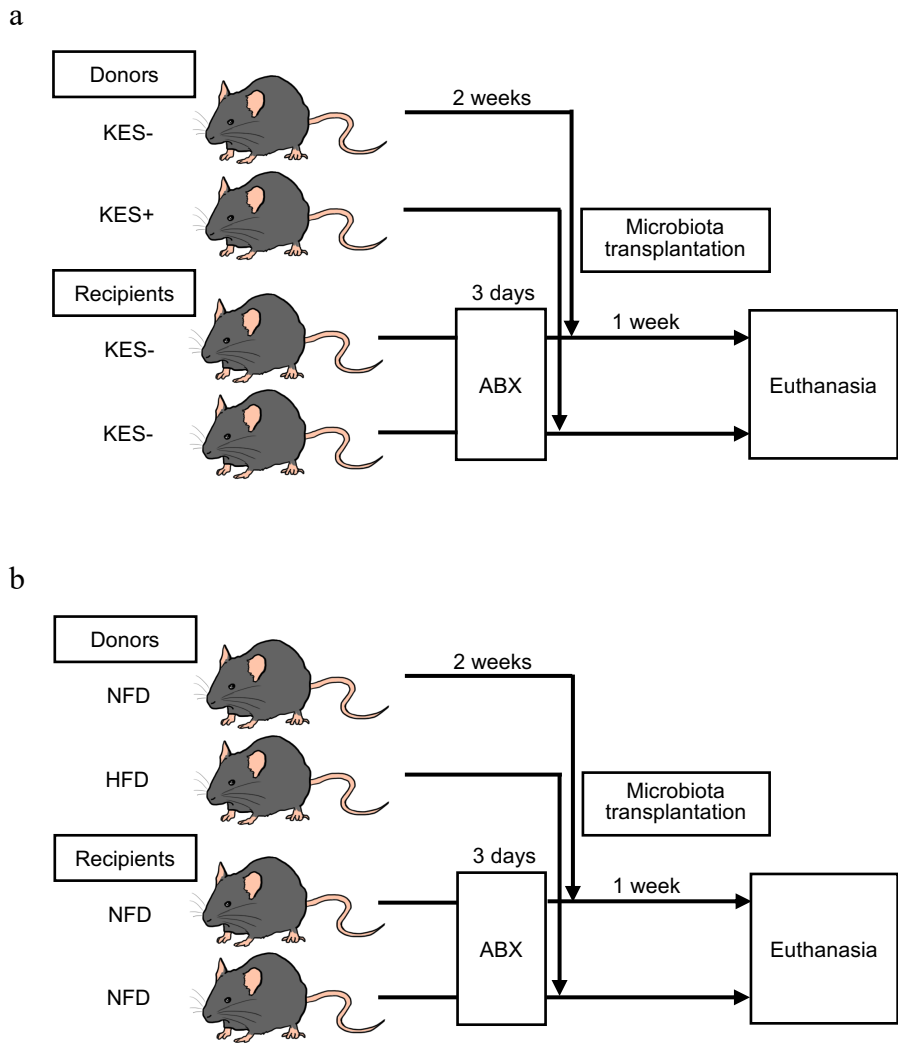 a
Donors
KES-
2 weeks
KES+
Microbiota
transplantation
Recipients
3 days
KES-
1 week
ABX
Euthanasia
KES-
b
Donors
NFD
2 weeks
HFD
Microbiota
transplantation
Recipients
3 days
NFD
1 week
ABX
Euthanasia
NFD